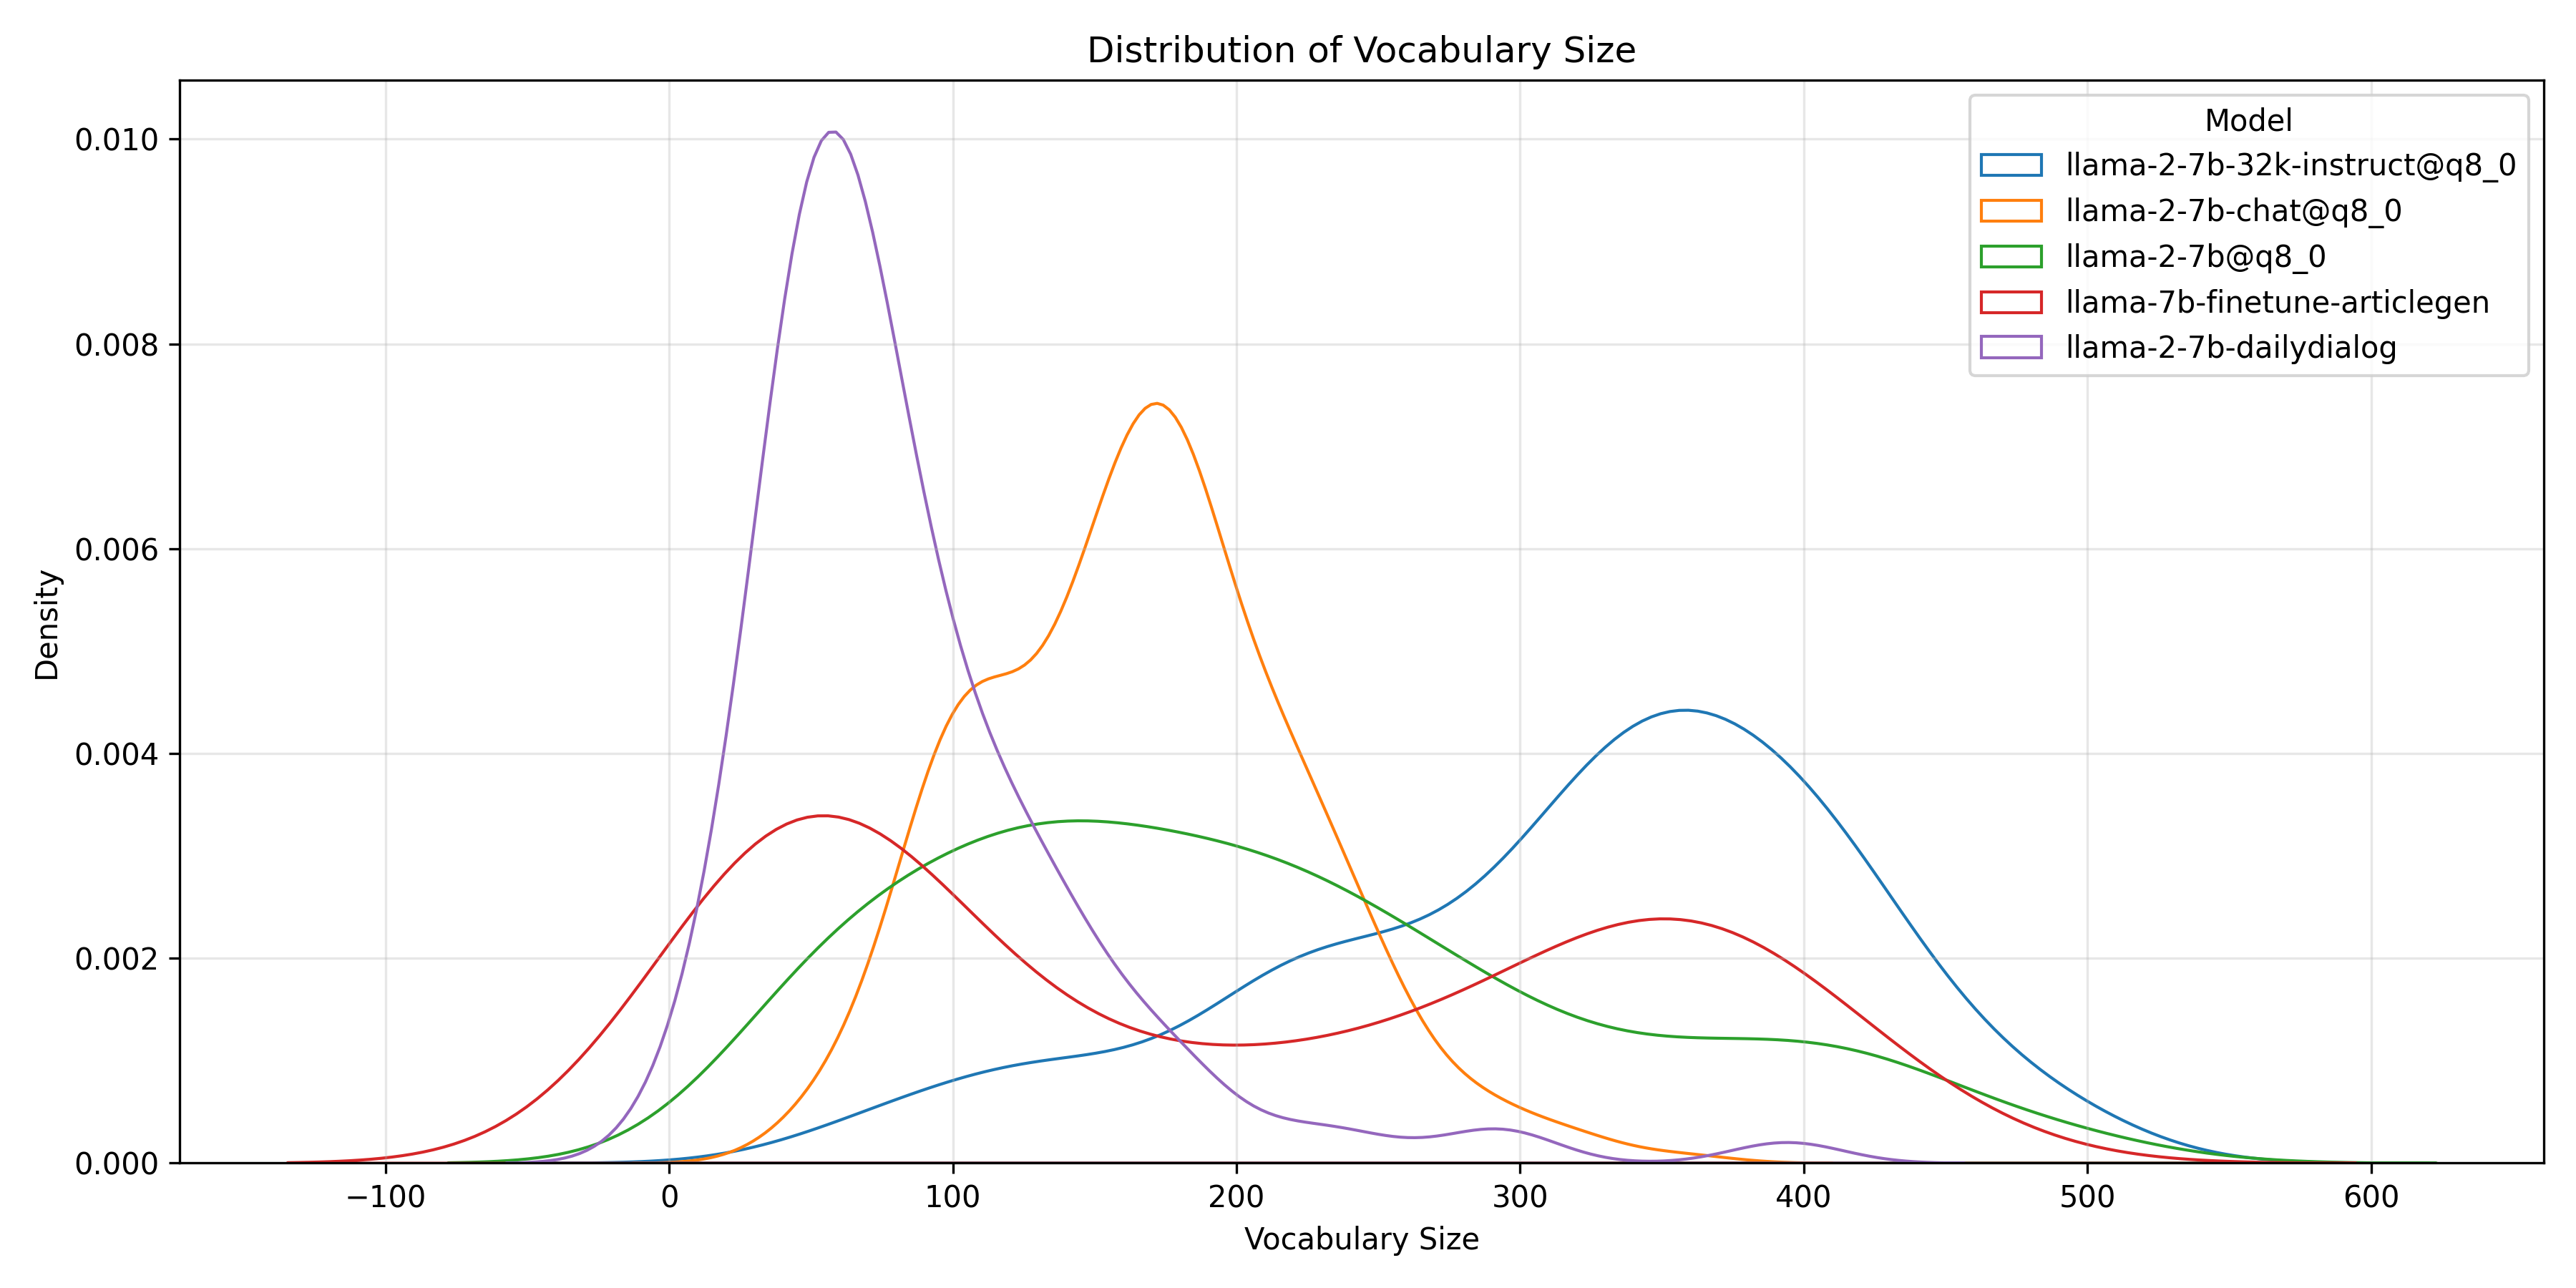 Distribution of Vocabulary Size
Model
llama-2-7b-32k-instruct@q8_0
llama-2-7b-chat@q8_0
llama-2-7b@q8_0
llama-7b-finetune-articlegen
llama-2-7b-dailydialog
Density
0.010
0.008
0.006
0.004
0.002
0.000
−100 0 100 200 300 400 500 600
Vocabulary Size